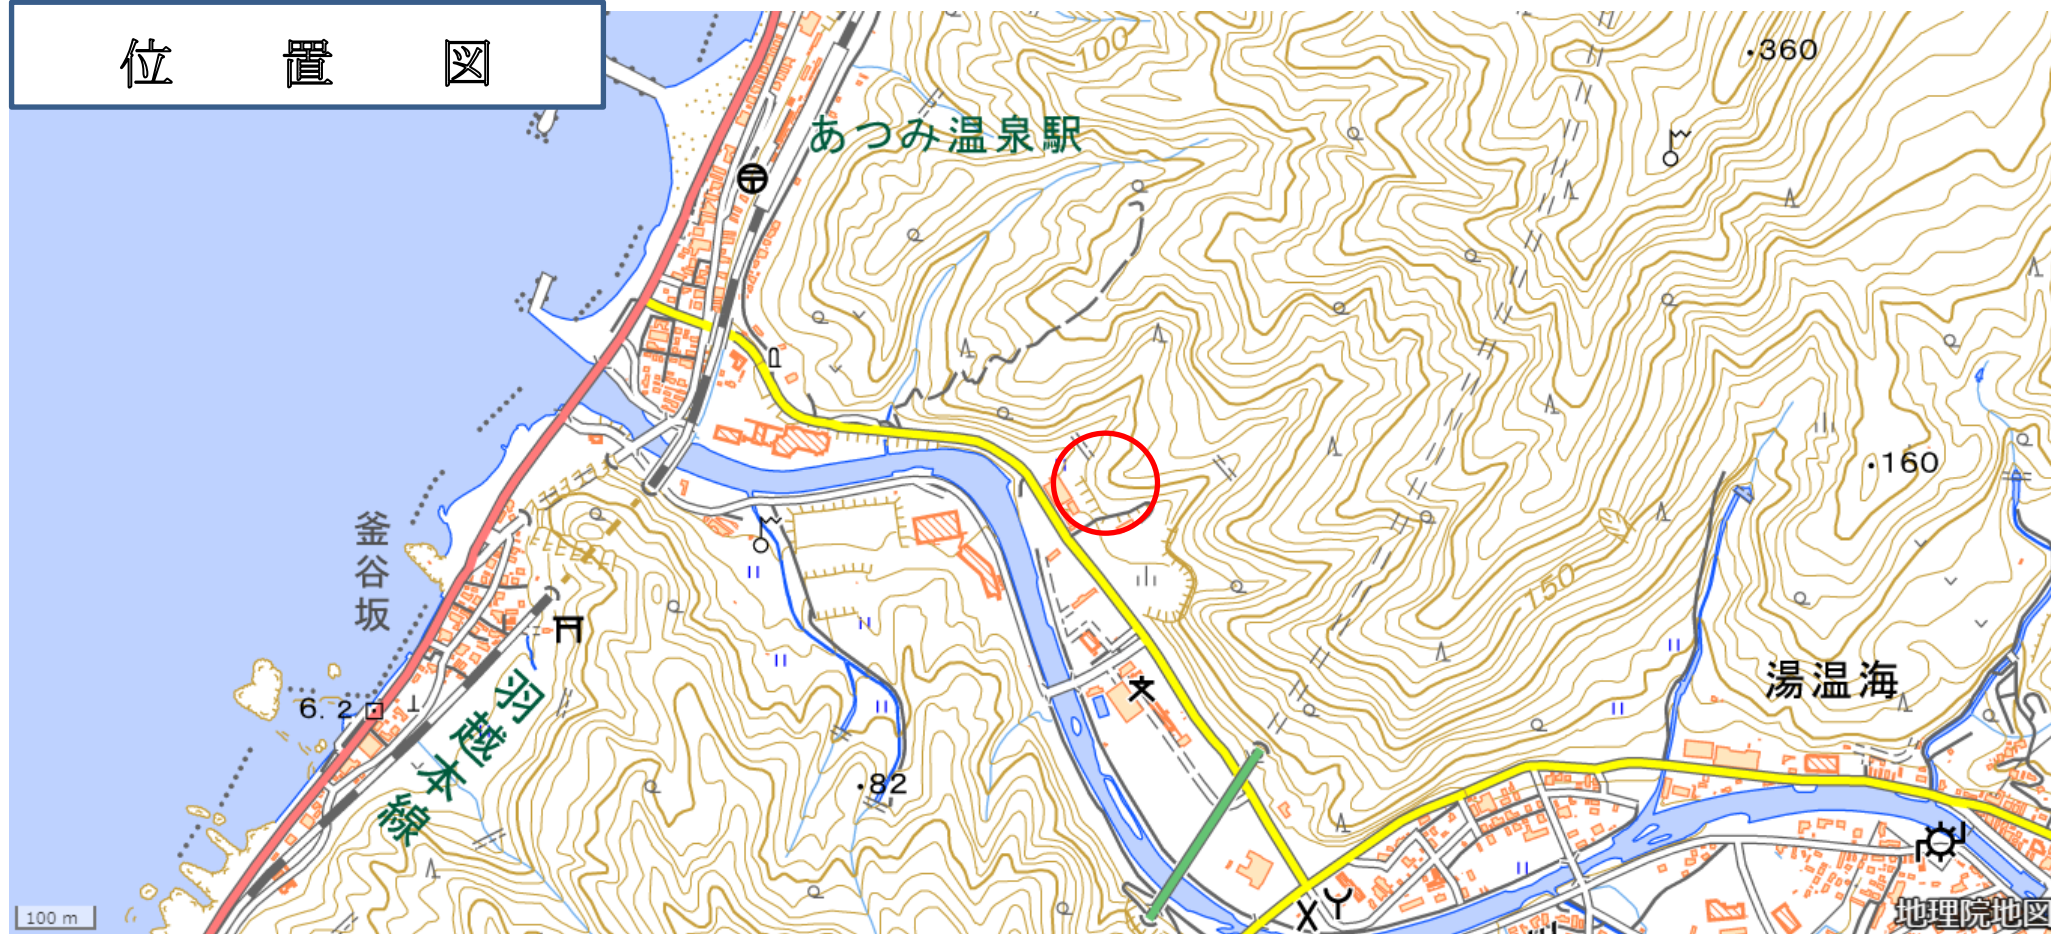 位 置 図
100
・360
あつみ温泉駅
釜谷坂
・160
150
湯温海
6.2
羽越本線
・82
100 m
地理院地図